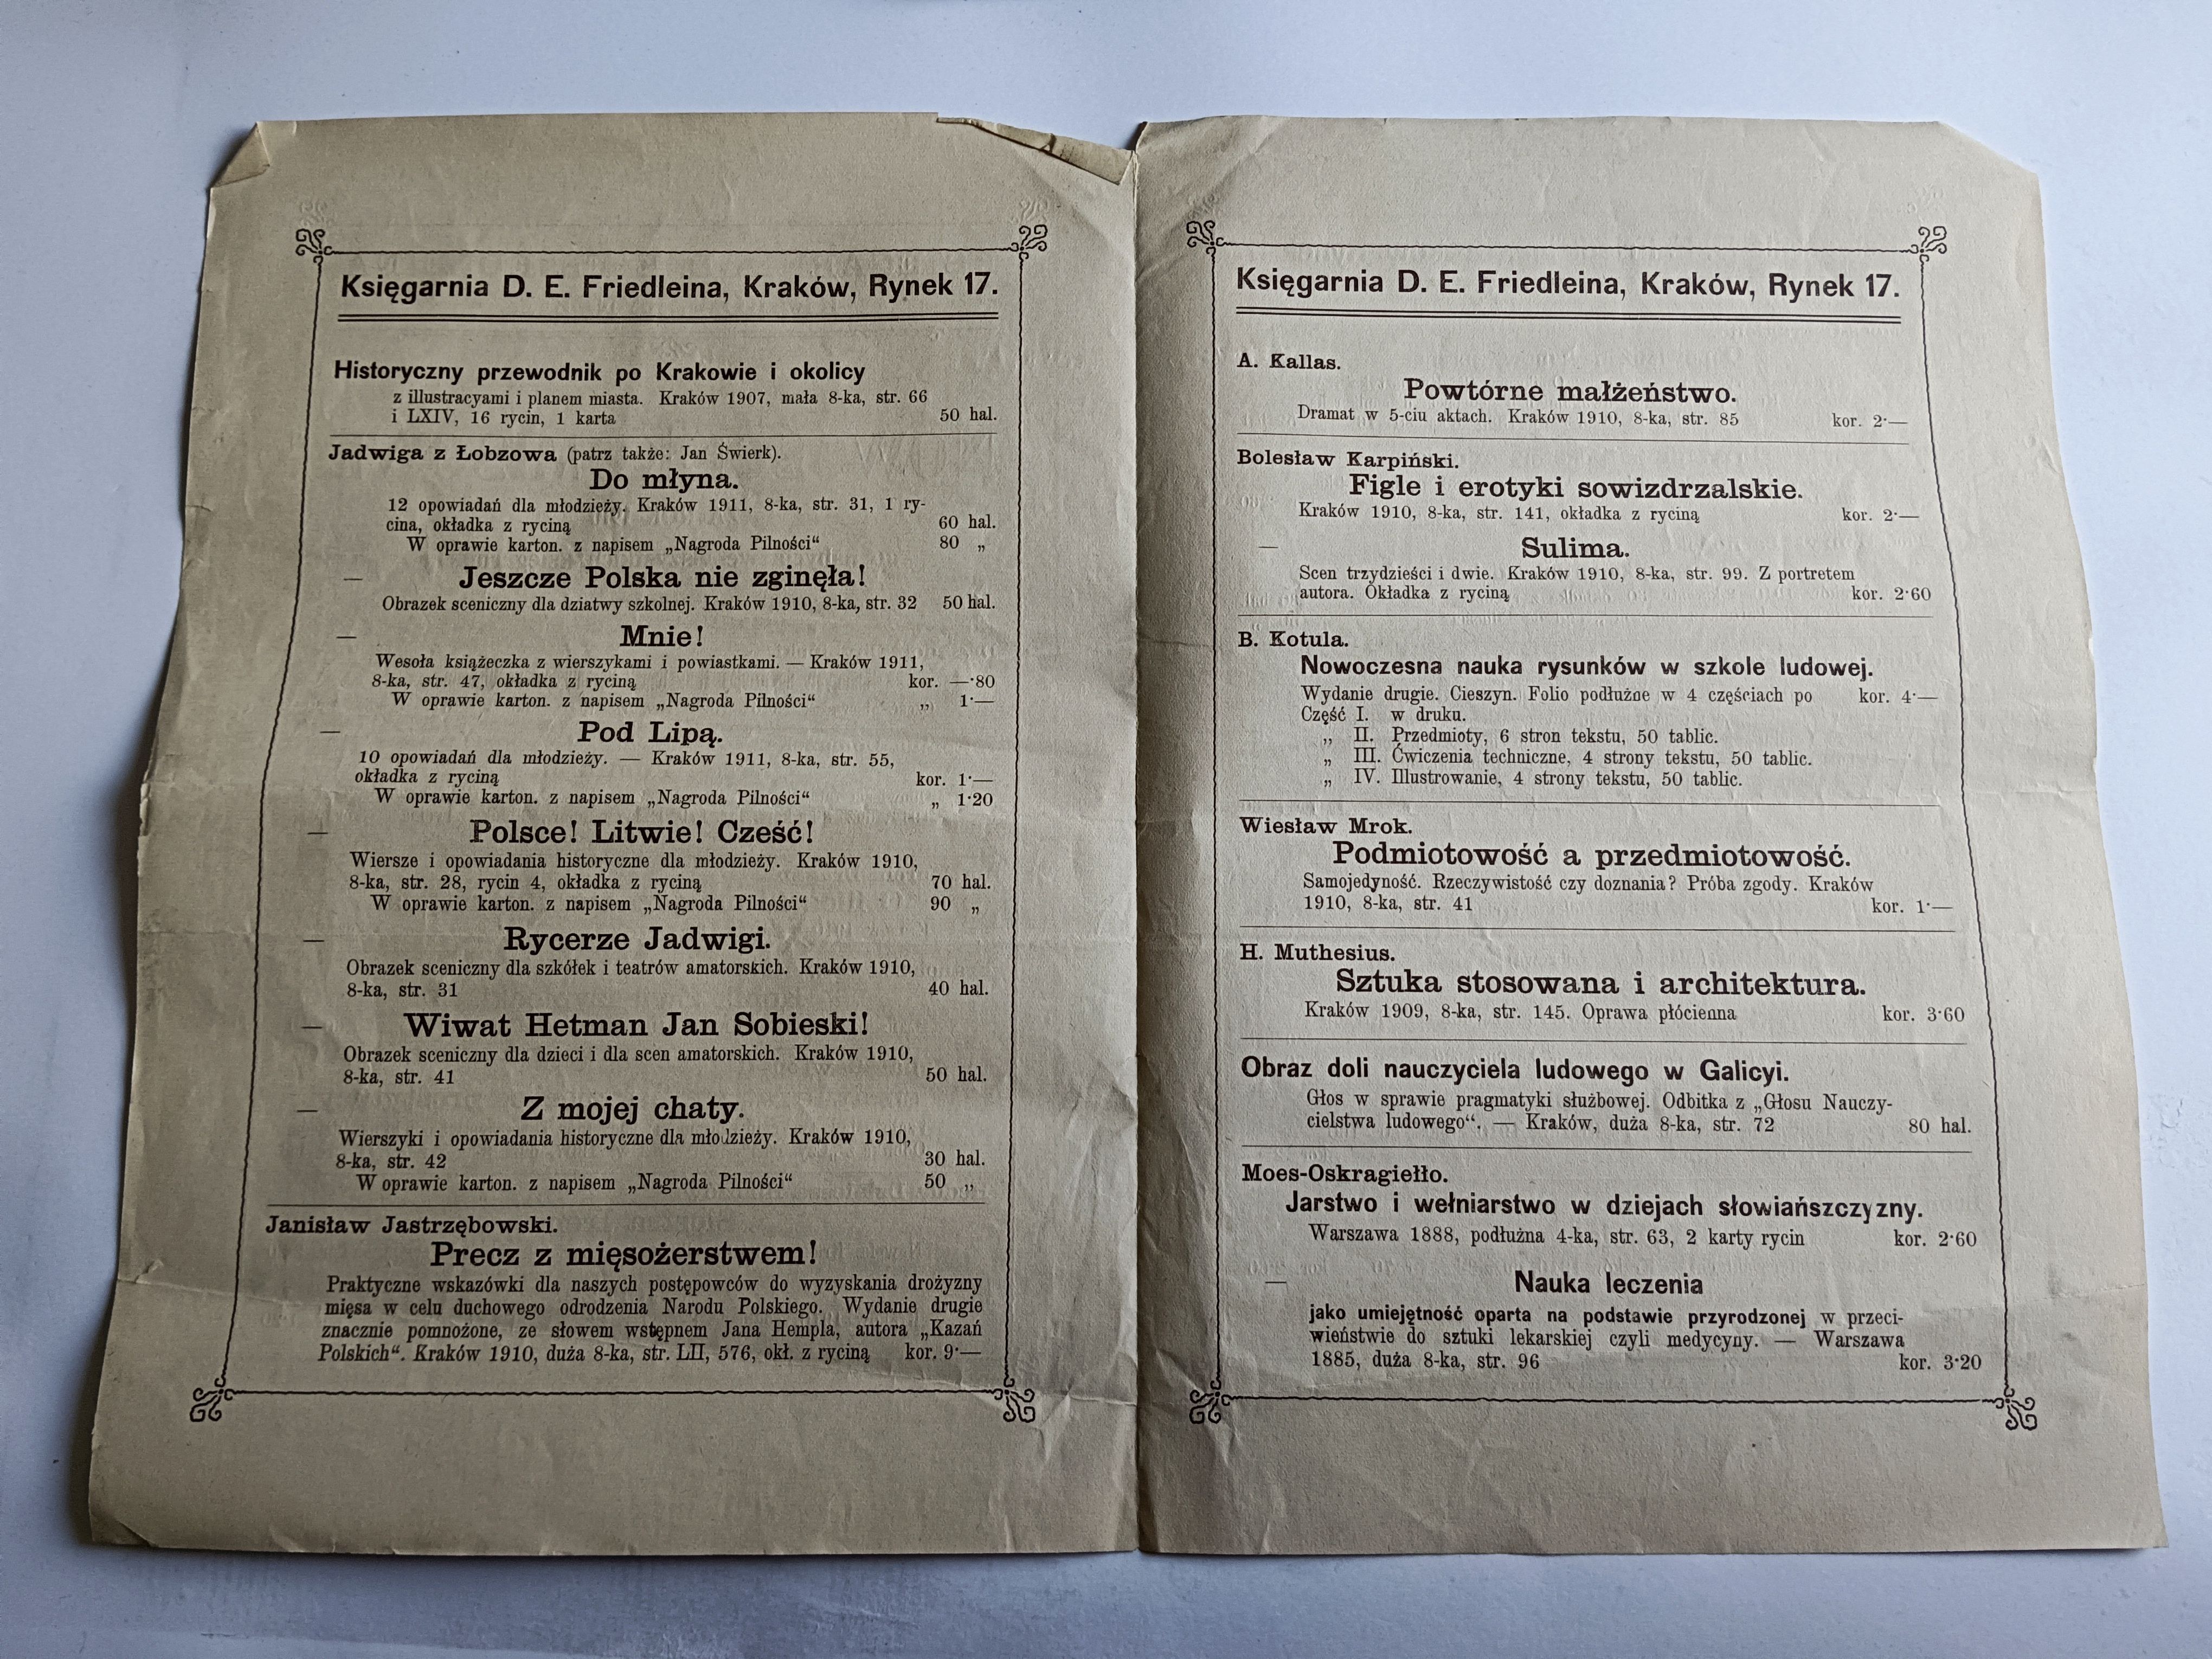 Księgarnia D. E. Friedleina, Kraków, Rynek 17.
Historyczny przewodnik po Krakowie i okolicy
z illustracyami i planem miasta. Kraków 1907, mała 8-ka, str. 66
i LXIV, 16 rycin, 1 karta 50 hal.
Jadwiga z Łobzowa (patrz także: Jan Świerk).
Do młyna.
12 opowiadań dla młodzieży. Kraków 1911, 8-ka, str. 31, 1 ry-
cina, okładka z ryciną 60 hal.
W oprawie karton. z napisem „Nagroda Pilności“ 80 „
— Jeszcze Polska nie zginęła!
Obrazek sceniczny dla dziatwy szkolnej. Kraków 1910, 8-ka, str. 32 50 hal.
— Mnie!
Wesoła książeczka z wierszykami i powiastkami. — Kraków 1911,
8-ka, str. 47, okładka z ryciną kor. —·80
W oprawie karton. z napisem „Nagroda Pilności“ „ 1·—
— Pod Lipą.
10 opowiadań dla młodzieży. — Kraków 1911, 8-ka, str. 55,
okładka z ryciną kor. 1·—
W oprawie karton. z napisem „Nagroda Pilności“ „ 1·20
— Polsce! Litwie! Cześć!
Wiersze i opowiadania historyczne dla młodzieży. Kraków 1910,
8-ka, str. 28, rycin 4, okładka z ryciną 70 hal.
W oprawie karton. z napisem „Nagroda Pilności“ 90 „
— Rycerze Jadwigi.
Obrazek sceniczny dla szkółek i teatrów amatorskich. Kraków 1910,
8-ka, str. 31 40 hal.
— Wiwat Hetman Jan Sobieski!
Obrazek sceniczny dla dzieci i dla scen amatorskich. Kraków 1910,
8-ka, str. 41 50 hal.
— Z mojej chaty.
Wierszyki i opowiadania historyczne dla młodzieży. Kraków 1910,
8-ka, str. 42 30 hal.
W oprawie karton. z napisem „Nagroda Pilności“ 50 „
Janisław Jastrzębowski.
Precz z mięsożerstwem!
Praktyczne wskazówki dla naszych postępowców do wyzyskania drożyzny
mięsa w celu duchowego odrodzenia Narodu Polskiego. Wydanie drugie
znacznie pomnożone, ze słowem wstępnem Jana Hempla, autora „Kazań
Polskich“. Kraków 1910, duża 8-ka, str. LII, 576, okł. z ryciną kor. 9·—
Księgarnia D. E. Friedleina, Kraków, Rynek 17.
A. Kallas.
Powtórne małżeństwo.
Dramat w 5-ciu aktach. Kraków 1910, 8-ka, str. 85 kor. 2·—
Bolesław Karpiński.
Figle i erotyki sowizdrzalskie.
Kraków 1910, 8-ka, str. 141, okładka z ryciną kor. 2·—
— Sulima.
Scen trzydzieści i dwie. Kraków 1910, 8-ka, str. 99. Z portretem
autora. Okładka z ryciną kor. 2·60
B. Kotula.
Nowoczesna nauka rysunków w szkole ludowej.
Wydanie drugie. Cieszyn. Folio podłużne w 4 częściach po kor. 4·—
Część I. w druku.
„ II. Przedmioty, 6 stron tekstu, 50 tablic.
„ III. Ćwiczenia techniczne, 4 strony tekstu, 50 tablic.
„ IV. Illustrowanie, 4 strony tekstu, 50 tablic.
Wiesław Mrok.
Podmiotowość a przedmiotowość.
Samojedyność. Rzeczywistość czy doznania? Próba zgody. Kraków
1910, 8-ka, str. 41 kor. 1·—
H. Muthesius.
Sztuka stosowana i architektura.
Kraków 1909, 8-ka, str. 145. Oprawa płócienna kor. 3·60
Obraz doli nauczyciela ludowego w Galicyi.
Głos w sprawie pragmatyki służbowej. Odbitka z „Głosu Nauczy-
cielstwa ludowego“. — Kraków, duża 8-ka, str. 72 80 hal.
Moes-Oskragiełło.
Jarstwo i wełniarstwo w dziejach słowiańszczyzny.
Warszawa 1888, podłużna 4-ka, str. 63, 2 karty rycin kor. 2·60
— Nauka leczenia
jako umiejętność oparta na podstawie przyrodzonej w przeci-
wieństwie do sztuki lekarskiej czyli medycyny. — Warszawa
1885, duża 8-ka, str. 96 kor. 3·20